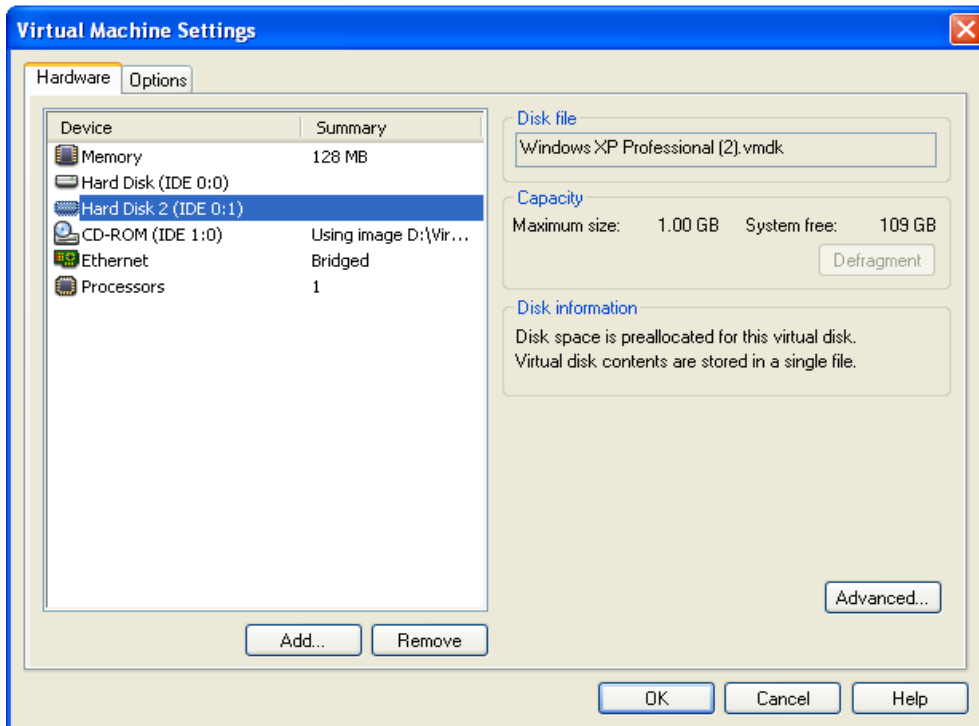 Virtual Machine Settings
Hardware Options
Device Summary
Memory 128 MB
Hard Disk (IDE 0:0)
Hard Disk 2 (IDE 0:1)
CD-ROM (IDE 1:0) Using image D:\Vir...
Ethernet Bridged
Processors 1
Add... Remove
Disk file
Windows XP Professional (2).vmdk
Capacity
Maximum size: 1.00 GB System free: 109 GB
Defragment
Disk information
Disk space is preallocated for this virtual disk.
Virtual disk contents are stored in a single file.
Advanced...
OK Cancel Help